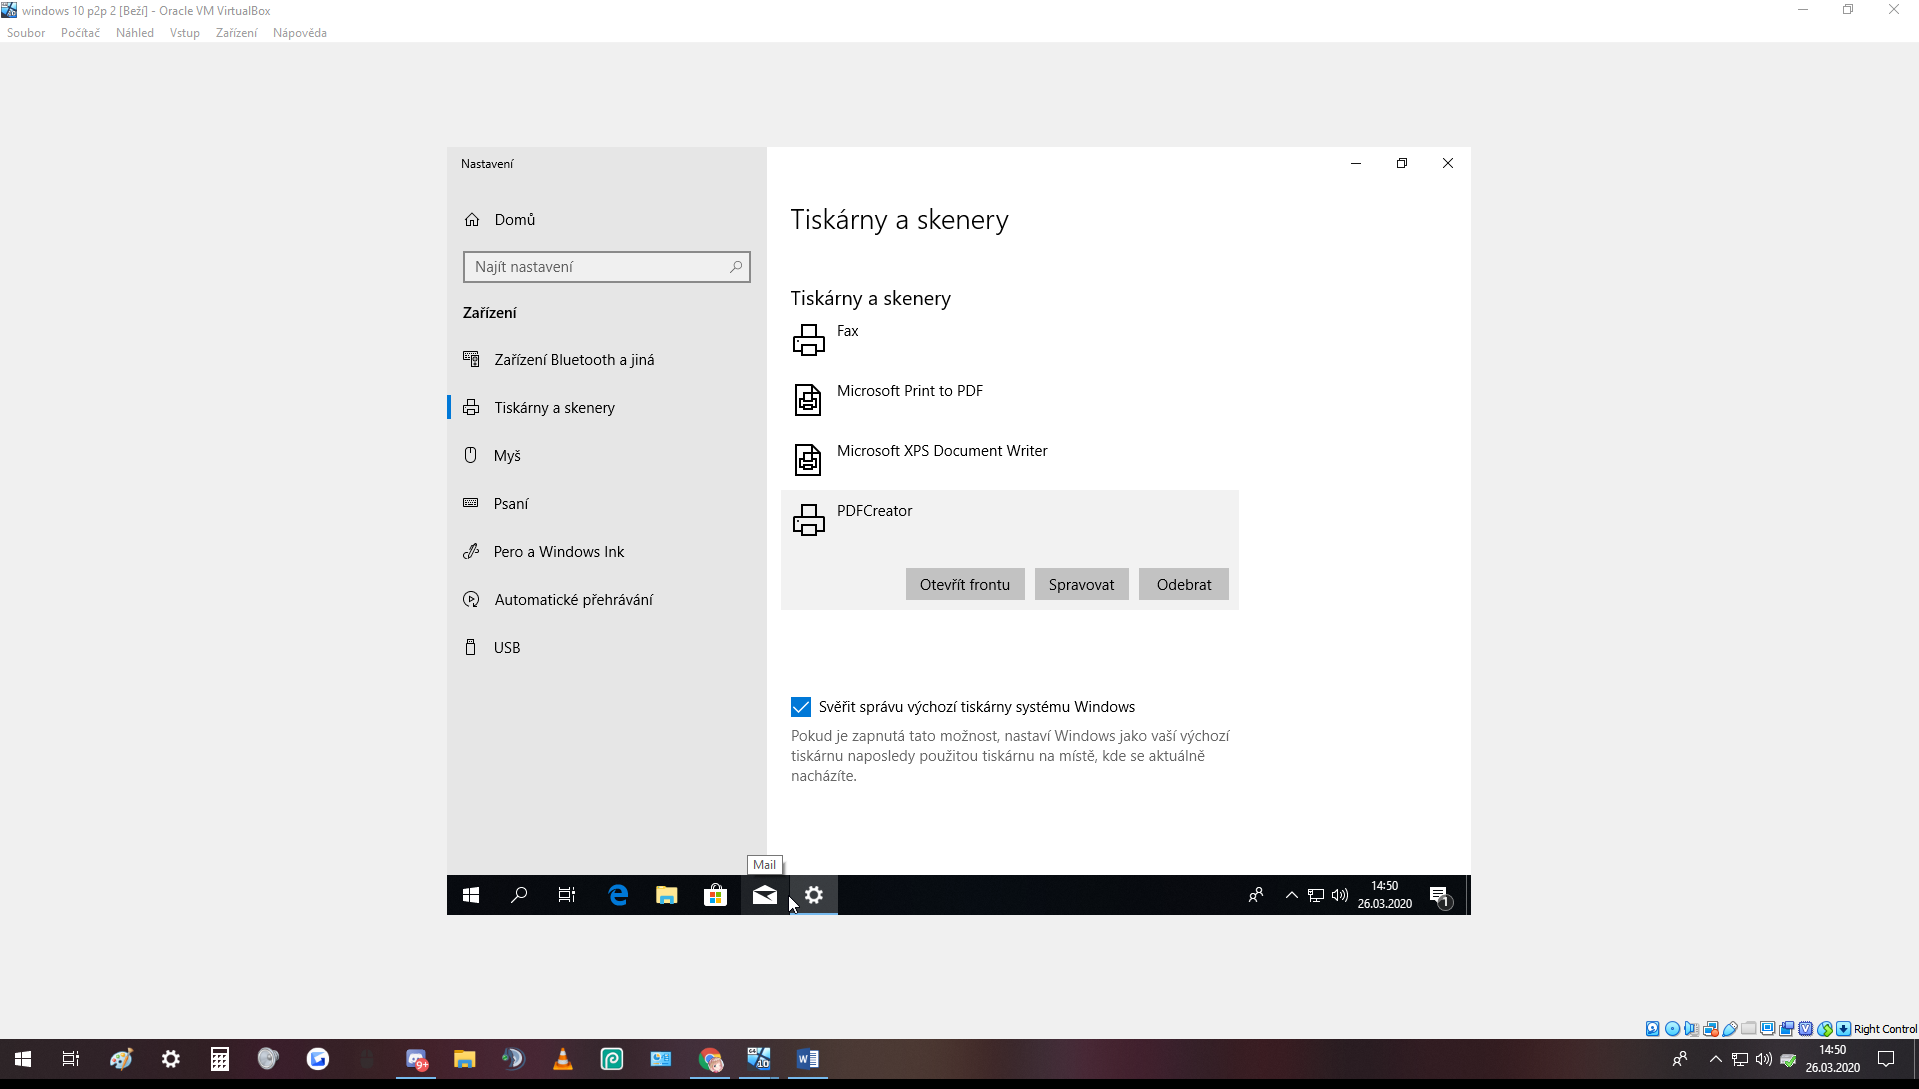 windows 10 p2p 2 [Beží] - Oracle VM VirtualBox
Soubor Počítač Náhled Vstup Zařízení Nápověda
Nastavení
Domů
Najít nastavení
Zařízení
Zařízení Bluetooth a jiná
Tiskárny a skenery
Myš
Psaní
Pero a Windows Ink
Automatické přehrávání
USB
Tiskárny a skenery
Tiskárny a skenery
Fax
Microsoft Print to PDF
Microsoft XPS Document Writer
PDFCreator
Otevřít frontu Spravovat Odebrat
Svěřit správu výchozí tiskárny systému Windows
Pokud je zapnutá tato možnost, nastaví Windows jako vaší výchozí
tiskárnu naposledy použitou tiskárnu na místě, kde se aktuálně
nacházíte.
Mail
14:50
26.03.2020
1
Right Control
9+
14:50
26.03.2020